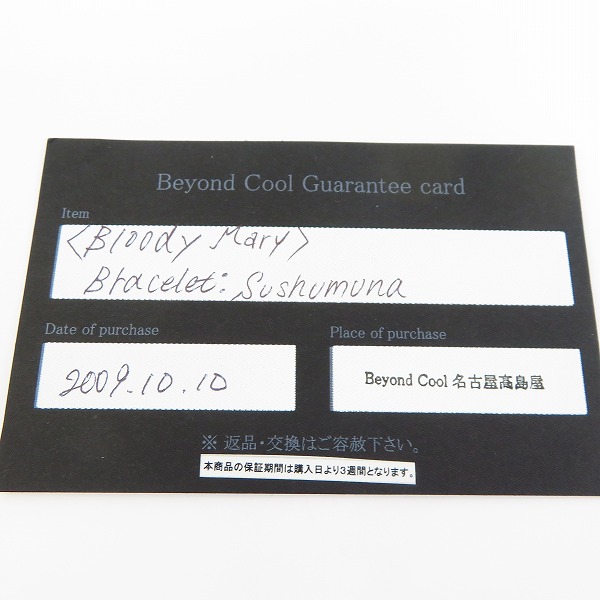 Beyond Cool Guarantee card
Item
<Bloody Mary>
Bracelet: Sushumuna
Date of purchase
Place of purchase
2009.10.10
Beyond Cool 名古屋高島屋
※ 返品・交換はご容赦下さい。
本商品の保証期間は購入日より3週間となります。